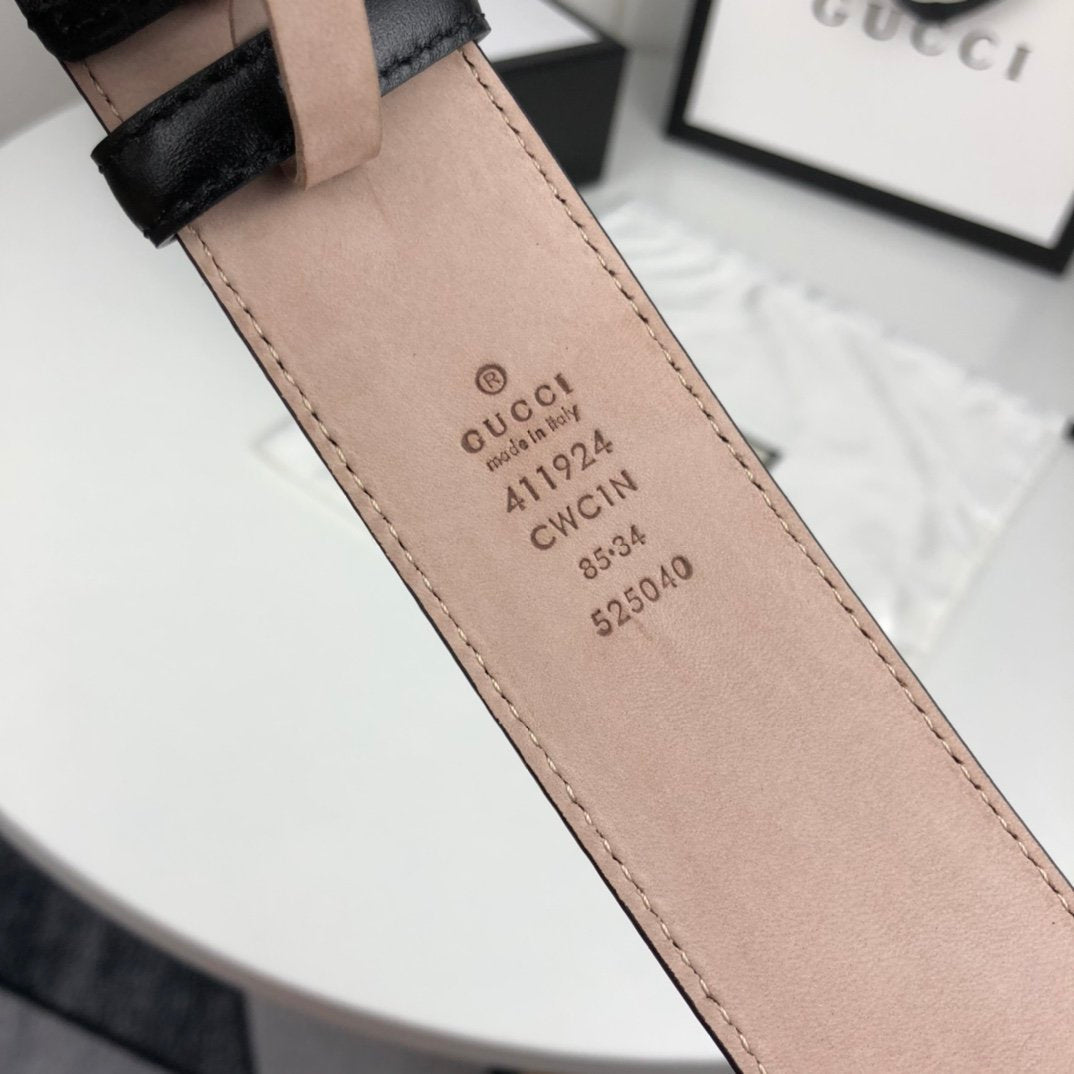 GUCCI
®
GUCCI
made in italy
411924
CWC1N
85·34
525040